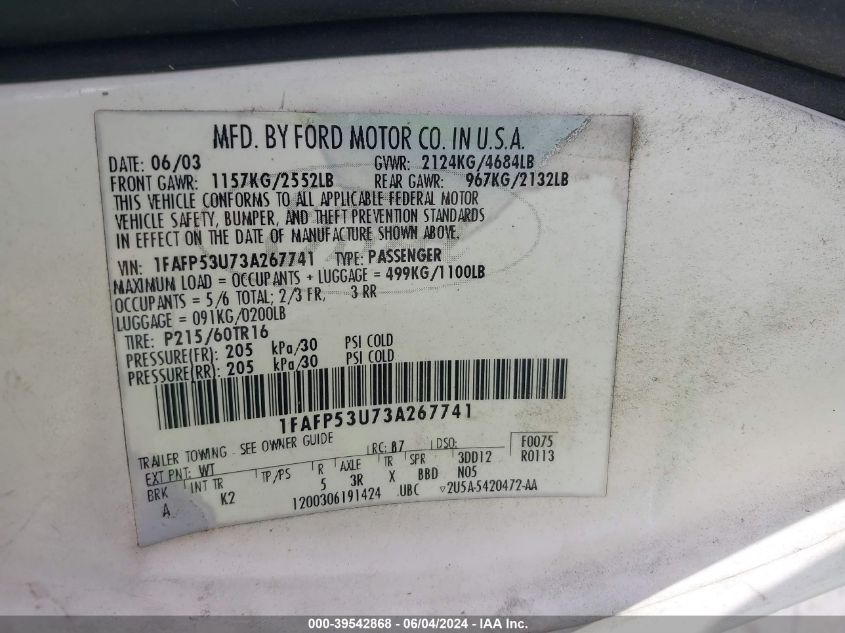 MFD. BY FORD MOTOR CO. IN U.S.A.
DATE: 06/03 GVWR: 2124KG/4684LB
FRONT GAWR: 1157KG/2552LB REAR GAWR: 967KG/2132LB
THIS VEHICLE CONFORMS TO ALL APPLICABLE FEDERAL MOTOR
VEHICLE SAFETY, BUMPER, AND THEFT PREVENTION STANDARDS
IN EFFECT ON THE DATE OF MANUFACTURE SHOWN ABOVE.
VIN: 1FAFP53U73A267741 TYPE: PASSENGER
MAXIMUM LOAD = OCCUPANTS + LUGGAGE = 499KG/1100LB
OCCUPANTS = 5/6 TOTAL; 2/3 FR, 3 RR
LUGGAGE = 091KG/0200LB
TIRE: P215/60TR16
PRESSURE(FR): 205 kPa/30 PSI COLD
PRESSURE(RR): 205 kPa/30 PSI COLD
1FAFP53U73A267741
TRAILER TOWING - SEE OWNER GUIDE RC: B7 DSO: F0075
EXT PNT: WT R0113
BRK INT TR TP/PS R AXLE TR SPR 3DD12
A K2 5 3R X BBD N05
1200306191424 .UBC ▿2U5A-5420472-AA
000-39542868 - 06/04/2024 - IAAI.COM